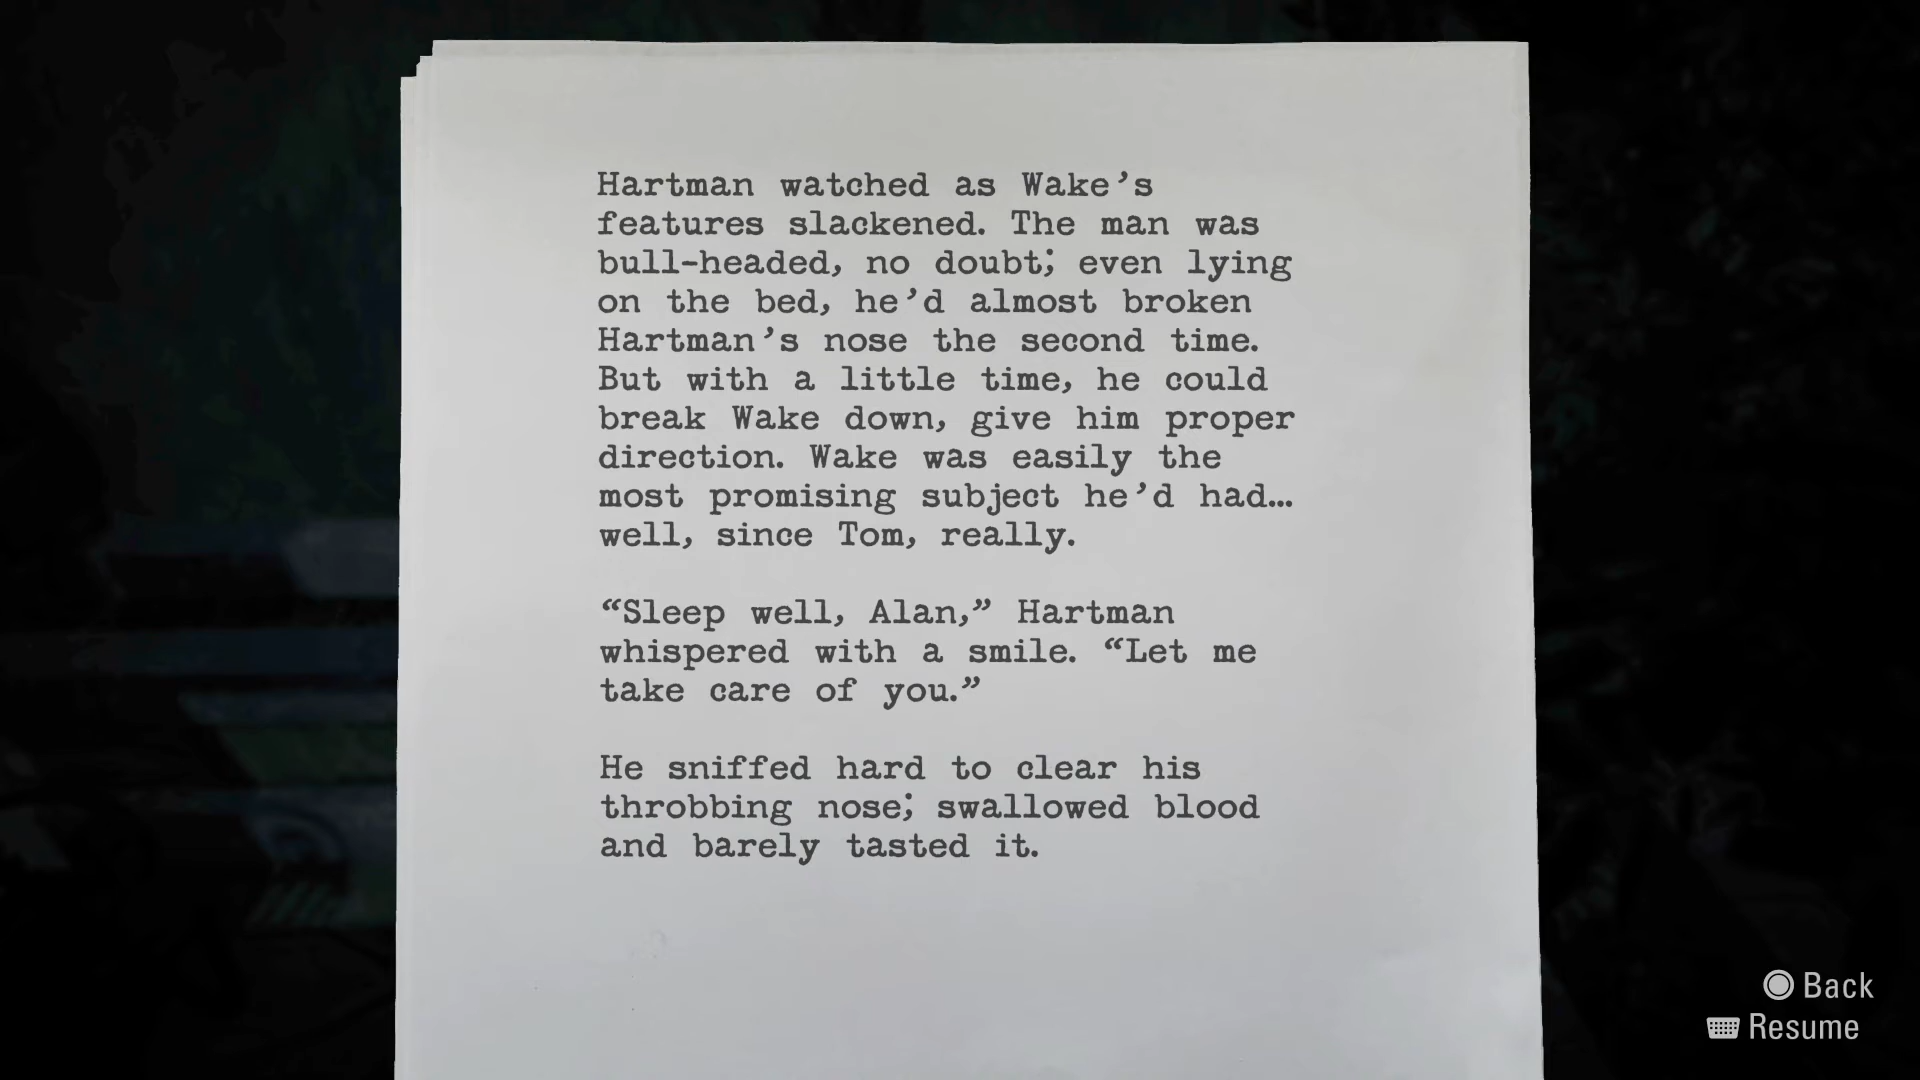 Hartman watched as Wake’s
features slackened. The man was
bull-headed, no doubt; even lying
on the bed, he’d almost broken
Hartman’s nose the second time.
But with a little time, he could
break Wake down, give him proper
direction. Wake was easily the
most promising subject he’d had…
well, since Tom, really.
“Sleep well, Alan,” Hartman
whispered with a smile. “Let me
take care of you.”
He sniffed hard to clear his
throbbing nose; swallowed blood
and barely tasted it.
Back
Resume